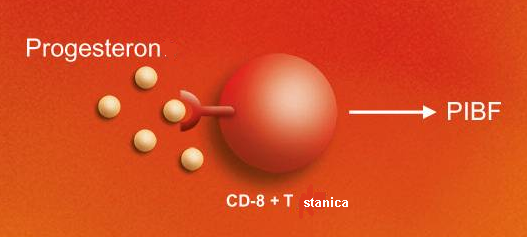 Progesteron
PIBF
CD-8 + T stanica